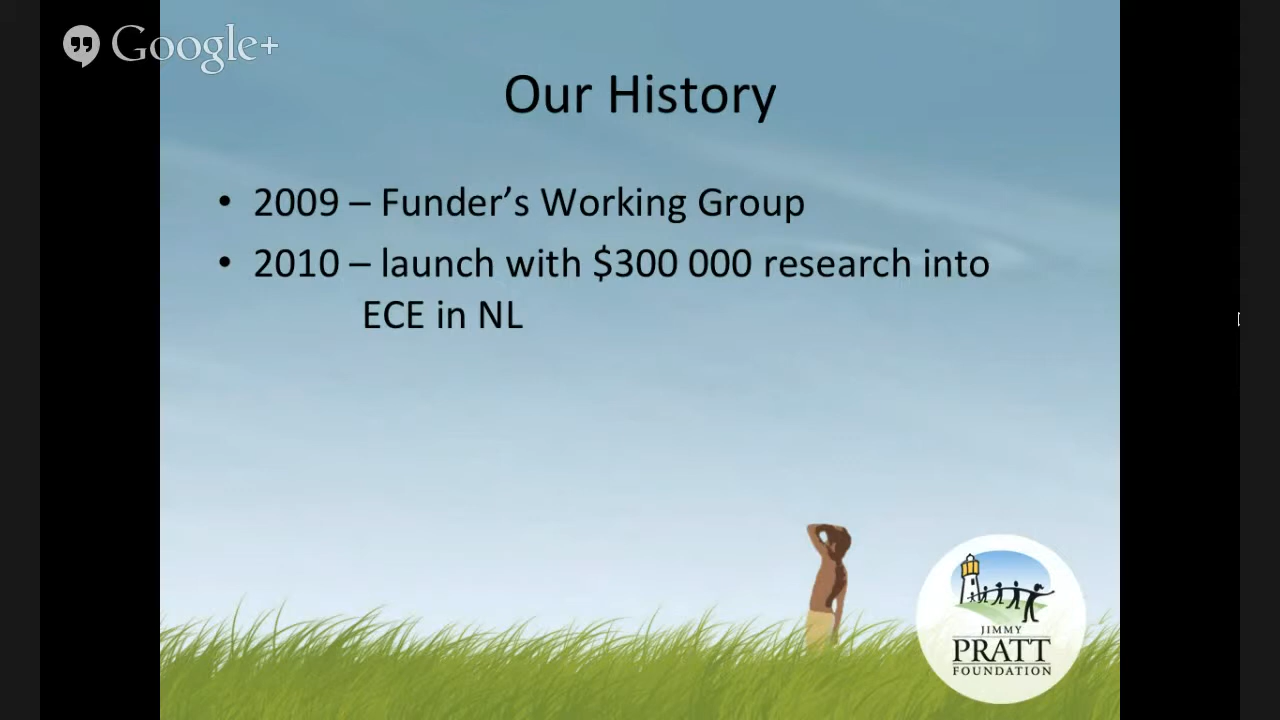 Google+
Our History
• 2009 – Funder’s Working Group
• 2010 – launch with $300 000 research into
ECE in NL
JIMMY
PRATT
FOUNDATION